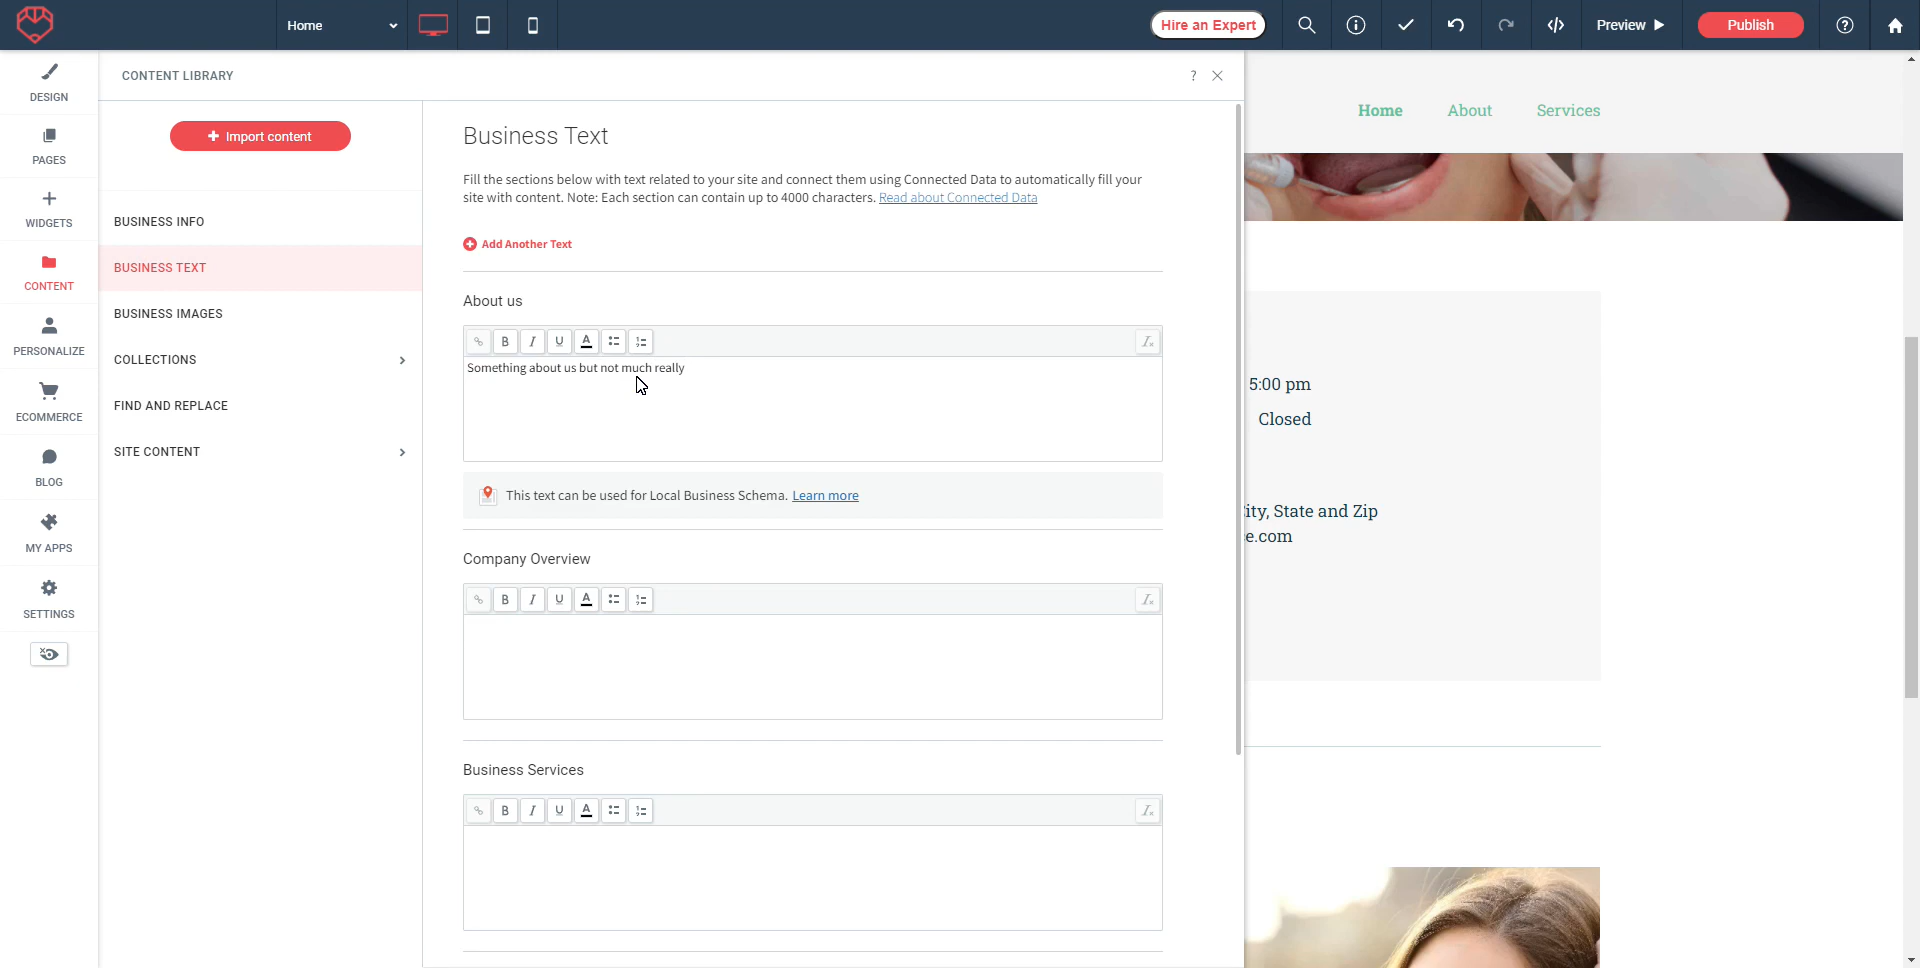 Home
Hire an Expert
Preview
Publish
DESIGN
PAGES
WIDGETS
CONTENT
PERSONALIZE
ECOMMERCE
BLOG
MY APPS
SETTINGS
CONTENT LIBRARY
?
+ Import content
BUSINESS INFO
BUSINESS TEXT
BUSINESS IMAGES
COLLECTIONS
FIND AND REPLACE
SITE CONTENT
Business Text
Fill the sections below with text related to your site and connect them using Connected Data to automatically fill your
site with content. Note: Each section can contain up to 4000 characters. Read about Connected Data
Add Another Text
About us
B I U A
Something about us but not much really
This text can be used for Local Business Schema. Learn more
Company Overview
B I U A
Business Services
B I U A
Home About Services
5:00 pm
Closed
ity, State and Zip
e.com